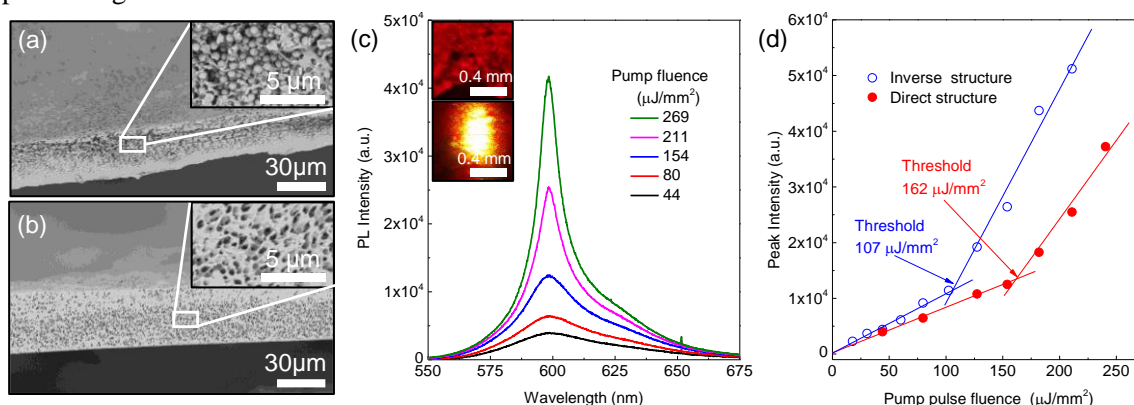 (a)
5 μm
30μm
(b)
5 μm
30μm
(c)
0.4 mm
0.4 mm
Pump fluence
(μJ/mm²)
269
211
154
80
44
PL Intensity (a.u.)
5x10⁴
4x10⁴
3x10⁴
2x10⁴
1x10⁴
0
550 575 600 625 650 675
Wavelength (nm)
(d)
Inverse structure
Direct structure
Threshold
162 μJ/mm²
Threshold
107 μJ/mm²
Peak Intensity (a.u.)
6x10⁴
5x10⁴
4x10⁴
3x10⁴
2x10⁴
1x10⁴
0
0 50 100 150 200 250
Pump pulse fluence (μJ/mm²)